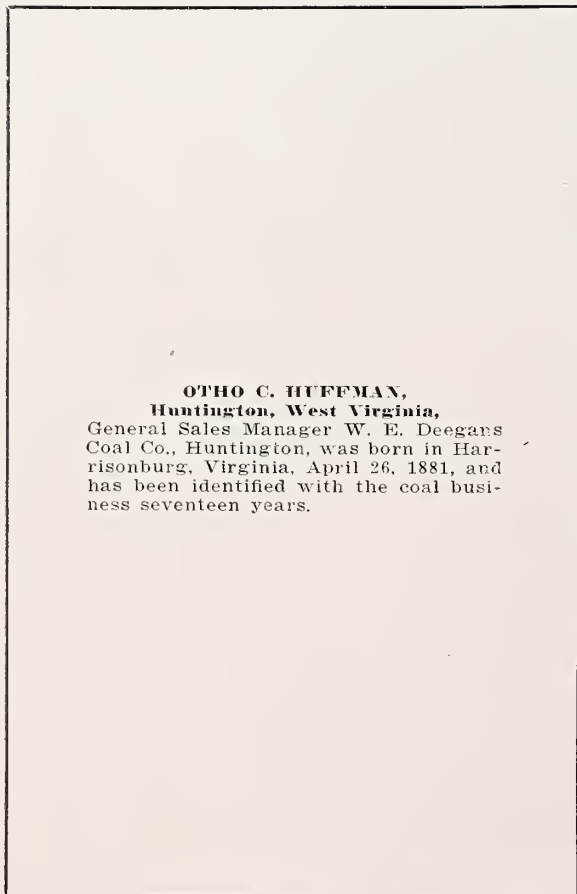 OTHO C. HUFFMAN,
Huntington, West Virginia,
General Sales Manager W. E. Deegans
Coal Co., Huntington, was born in Har-
risonburg, Virginia, April 26, 1881, and
has been identified with the coal busi-
ness seventeen years.